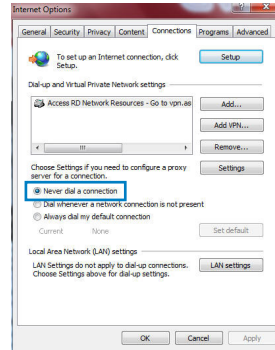 Internet Options
General Security Privacy Content Connections Programs Advanced
To set up an Internet connection, click
Setup.
Setup
Dial-up and Virtual Private Network settings
Access RD Network Resources - Go to vpn.as
Add...
Add VPN...
Remove...
Choose Settings if you need to configure a proxy
server for a connection.
Settings
Never dial a connection
Dial whenever a network connection is not present
Always dial my default connection
Current None
Set default
Local Area Network (LAN) settings
LAN Settings do not apply to dial-up connections.
Choose Settings above for dial-up settings.
LAN settings
OK Cancel Apply